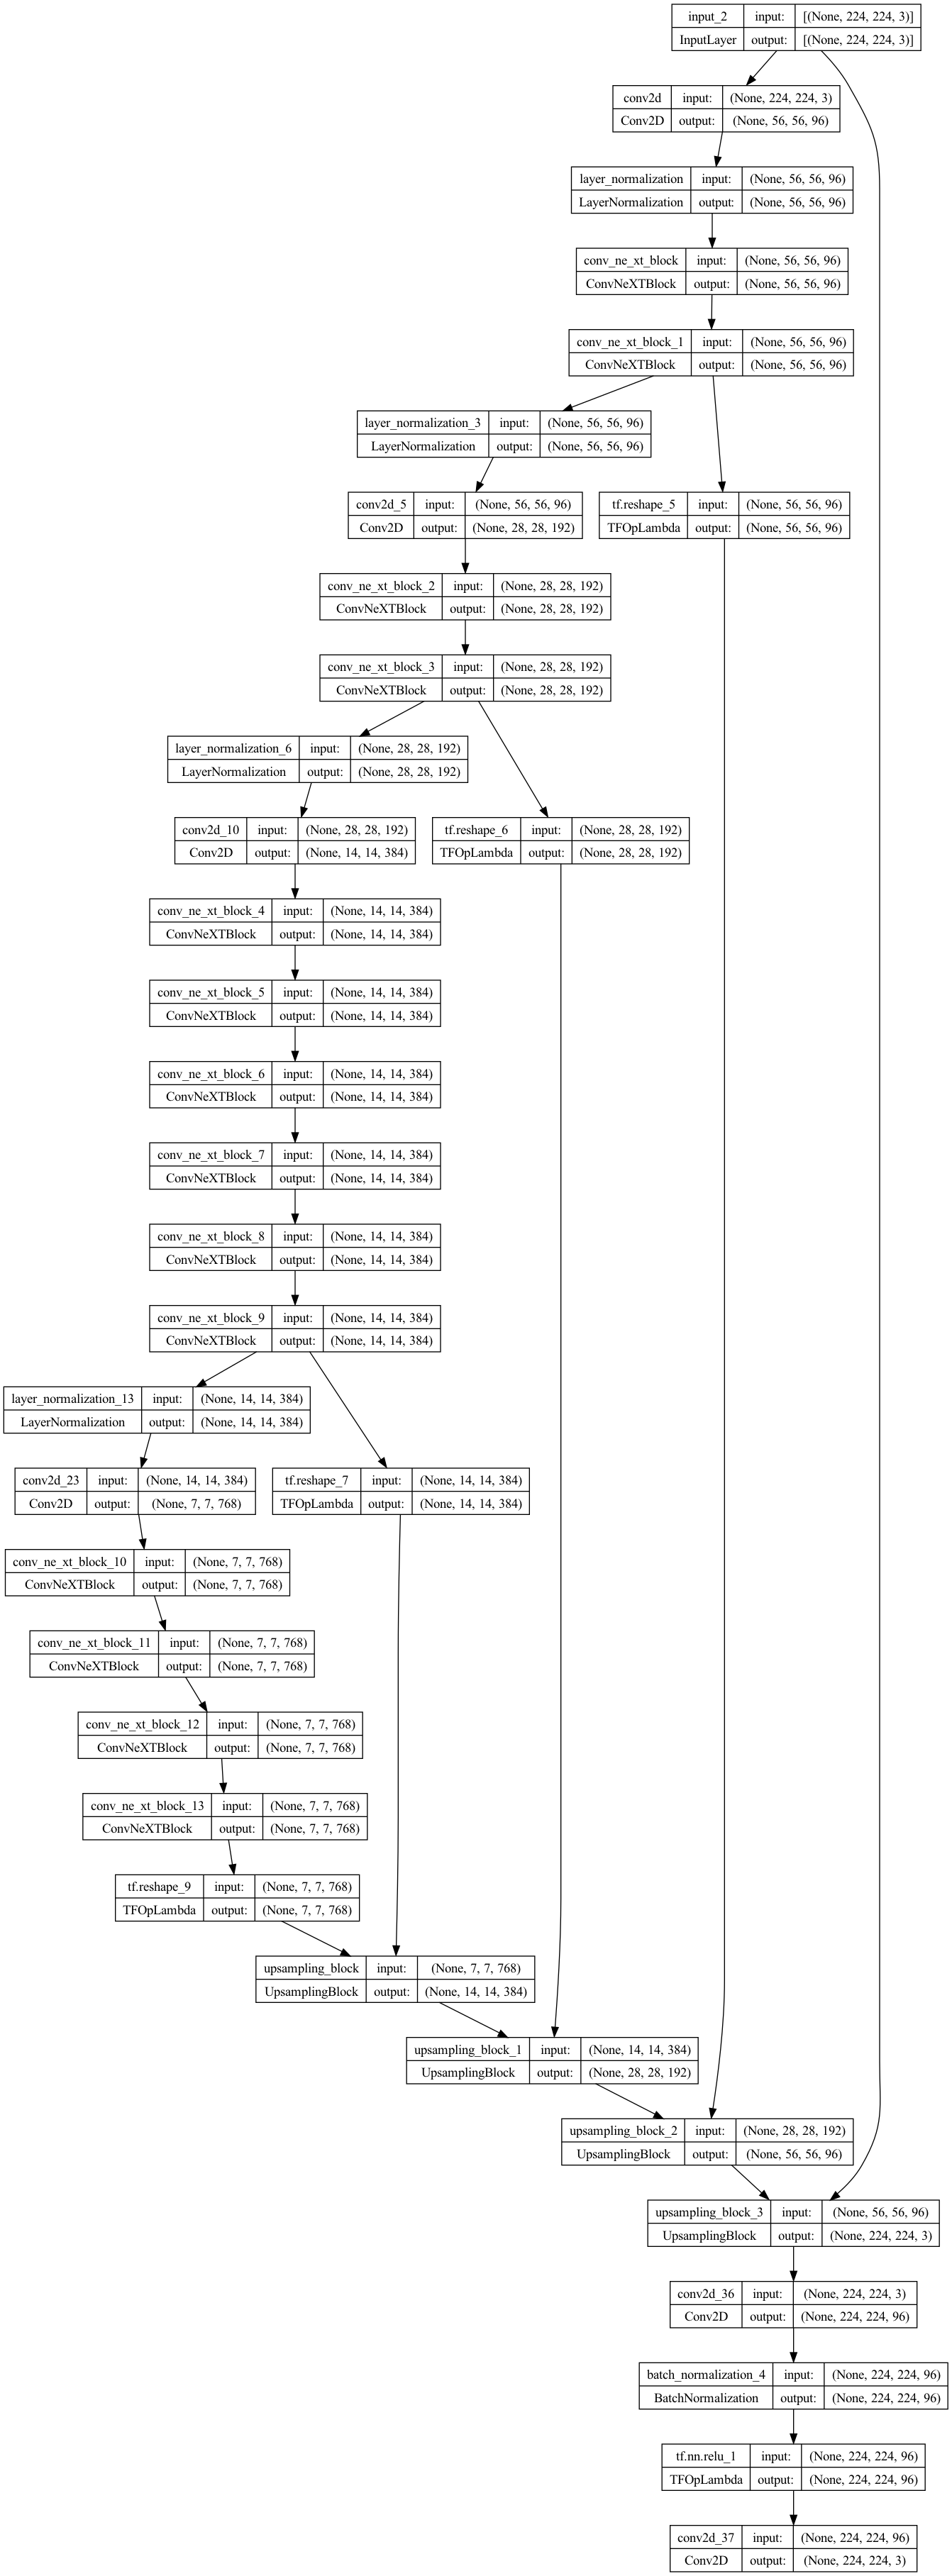 input_2 input: [(None, 224, 224, 3)]
InputLayer output: [(None, 224, 224, 3)]
conv2d input: (None, 224, 224, 3)
Conv2D output: (None, 56, 56, 96)
layer_normalization input: (None, 56, 56, 96)
LayerNormalization output: (None, 56, 56, 96)
conv_ne_xt_block input: (None, 56, 56, 96)
ConvNeXTBlock output: (None, 56, 56, 96)
conv_ne_xt_block_1 input: (None, 56, 56, 96)
ConvNeXTBlock output: (None, 56, 56, 96)
layer_normalization_3 input: (None, 56, 56, 96)
LayerNormalization output: (None, 56, 56, 96)
conv2d_5 input: (None, 56, 56, 96)
Conv2D output: (None, 28, 28, 192)
tf.reshape_5 input: (None, 56, 56, 96)
TFOpLambda output: (None, 56, 56, 96)
conv_ne_xt_block_2 input: (None, 28, 28, 192)
ConvNeXTBlock output: (None, 28, 28, 192)
conv_ne_xt_block_3 input: (None, 28, 28, 192)
ConvNeXTBlock output: (None, 28, 28, 192)
layer_normalization_6 input: (None, 28, 28, 192)
LayerNormalization output: (None, 28, 28, 192)
conv2d_10 input: (None, 28, 28, 192)
Conv2D output: (None, 14, 14, 384)
tf.reshape_6 input: (None, 28, 28, 192)
TFOpLambda output: (None, 28, 28, 192)
conv_ne_xt_block_4 input: (None, 14, 14, 384)
ConvNeXTBlock output: (None, 14, 14, 384)
conv_ne_xt_block_5 input: (None, 14, 14, 384)
ConvNeXTBlock output: (None, 14, 14, 384)
conv_ne_xt_block_6 input: (None, 14, 14, 384)
ConvNeXTBlock output: (None, 14, 14, 384)
conv_ne_xt_block_7 input: (None, 14, 14, 384)
ConvNeXTBlock output: (None, 14, 14, 384)
conv_ne_xt_block_8 input: (None, 14, 14, 384)
ConvNeXTBlock output: (None, 14, 14, 384)
conv_ne_xt_block_9 input: (None, 14, 14, 384)
ConvNeXTBlock output: (None, 14, 14, 384)
layer_normalization_13 input: (None, 14, 14, 384)
LayerNormalization output: (None, 14, 14, 384)
conv2d_23 input: (None, 14, 14, 384)
Conv2D output: (None, 7, 7, 768)
tf.reshape_7 input: (None, 14, 14, 384)
TFOpLambda output: (None, 14, 14, 384)
conv_ne_xt_block_10 input: (None, 7, 7, 768)
ConvNeXTBlock output: (None, 7, 7, 768)
conv_ne_xt_block_11 input: (None, 7, 7, 768)
ConvNeXTBlock output: (None, 7, 7, 768)
conv_ne_xt_block_12 input: (None, 7, 7, 768)
ConvNeXTBlock output: (None, 7, 7, 768)
conv_ne_xt_block_13 input: (None, 7, 7, 768)
ConvNeXTBlock output: (None, 7, 7, 768)
tf.reshape_9 input: (None, 7, 7, 768)
TFOpLambda output: (None, 7, 7, 768)
upsampling_block input: (None, 7, 7, 768)
UpsamplingBlock output: (None, 14, 14, 384)
upsampling_block_1 input: (None, 14, 14, 384)
UpsamplingBlock output: (None, 28, 28, 192)
upsampling_block_2 input: (None, 28, 28, 192)
UpsamplingBlock output: (None, 56, 56, 96)
upsampling_block_3 input: (None, 56, 56, 96)
UpsamplingBlock output: (None, 224, 224, 3)
conv2d_36 input: (None, 224, 224, 3)
Conv2D output: (None, 224, 224, 96)
batch_normalization_4 input: (None, 224, 224, 96)
BatchNormalization output: (None, 224, 224, 96)
tf.nn.relu_1 input: (None, 224, 224, 96)
TFOpLambda output: (None, 224, 224, 96)
conv2d_37 input: (None, 224, 224, 96)
Conv2D output: (None, 224, 224, 3)